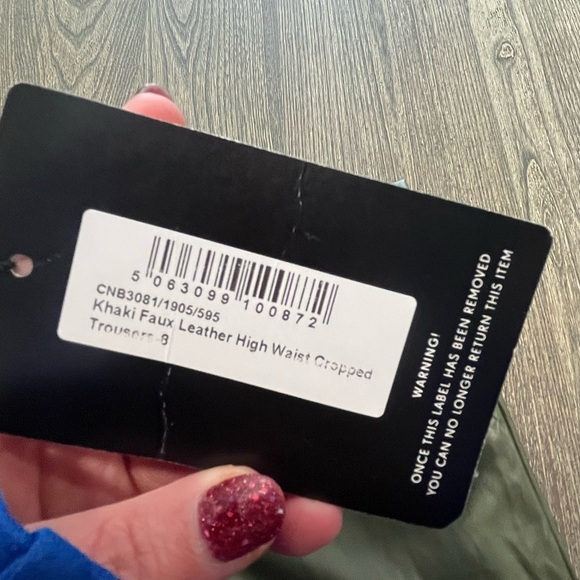 5 063099 100872
CNB3081/1905/595
Khaki Faux Leather High Waist Cropped
Trousers-8
WARNING!
ONCE THIS LABEL HAS BEEN REMOVED
YOU CAN NO LONGER RETURN THIS ITEM